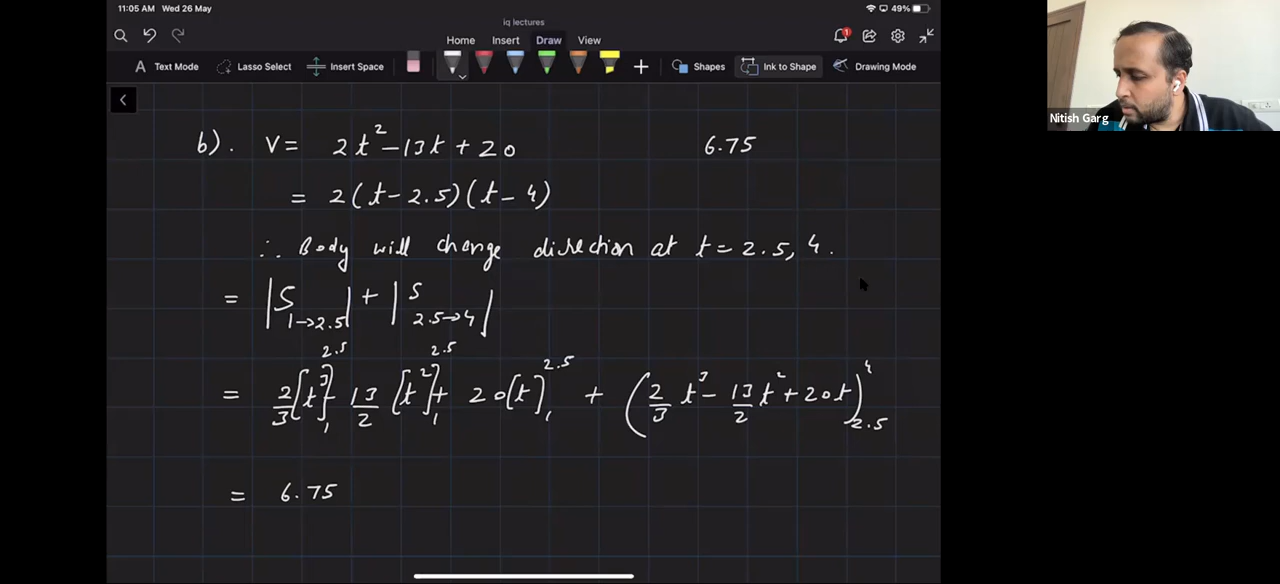 11:05 AM Wed 26 May
49%
iq lectures
Home Insert Draw View
1
Text Mode Lasso Select Insert Space Shapes Ink to Shape Drawing Mode
Nitish Garg
b). V = 2t² - 13t + 20 6.75
= 2(t - 2.5)(t - 4)
∴ Body will change direction at t = 2.5, 4.
= |S 1→2.5| + |S 2.5→4|
= 2/3 [t³]₁^2.5 - 13/2 [t²]₁^2.5 + 20[t]₁^2.5 + (2/3 t³ - 13/2 t² + 20t)_2.5^4
= 6.75